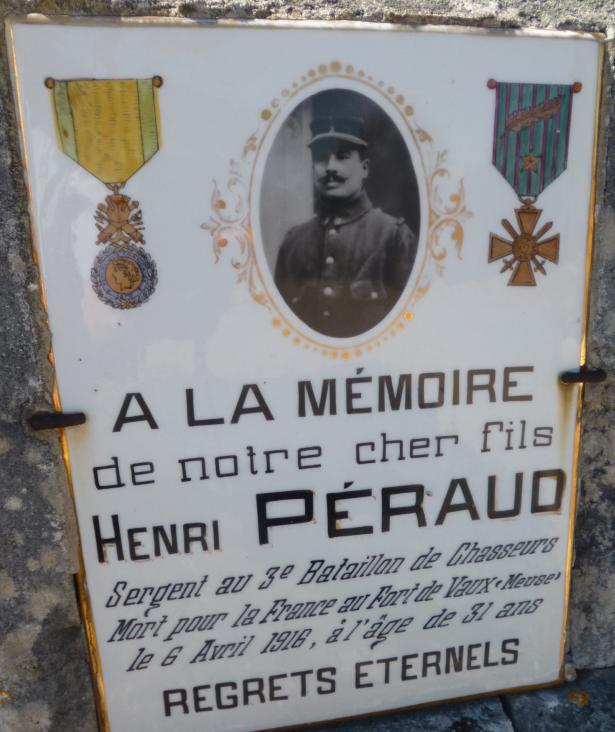 A LA MÉMOIRE
de notre cher fils
HENRI PÉRAUD
Sergent au 3e Bataillon de Chasseurs
Mort pour la France au Fort de Vaux "Meuse"
le 6 Avril 1916, à l'âge de 31 ans
REGRETS ETERNELS